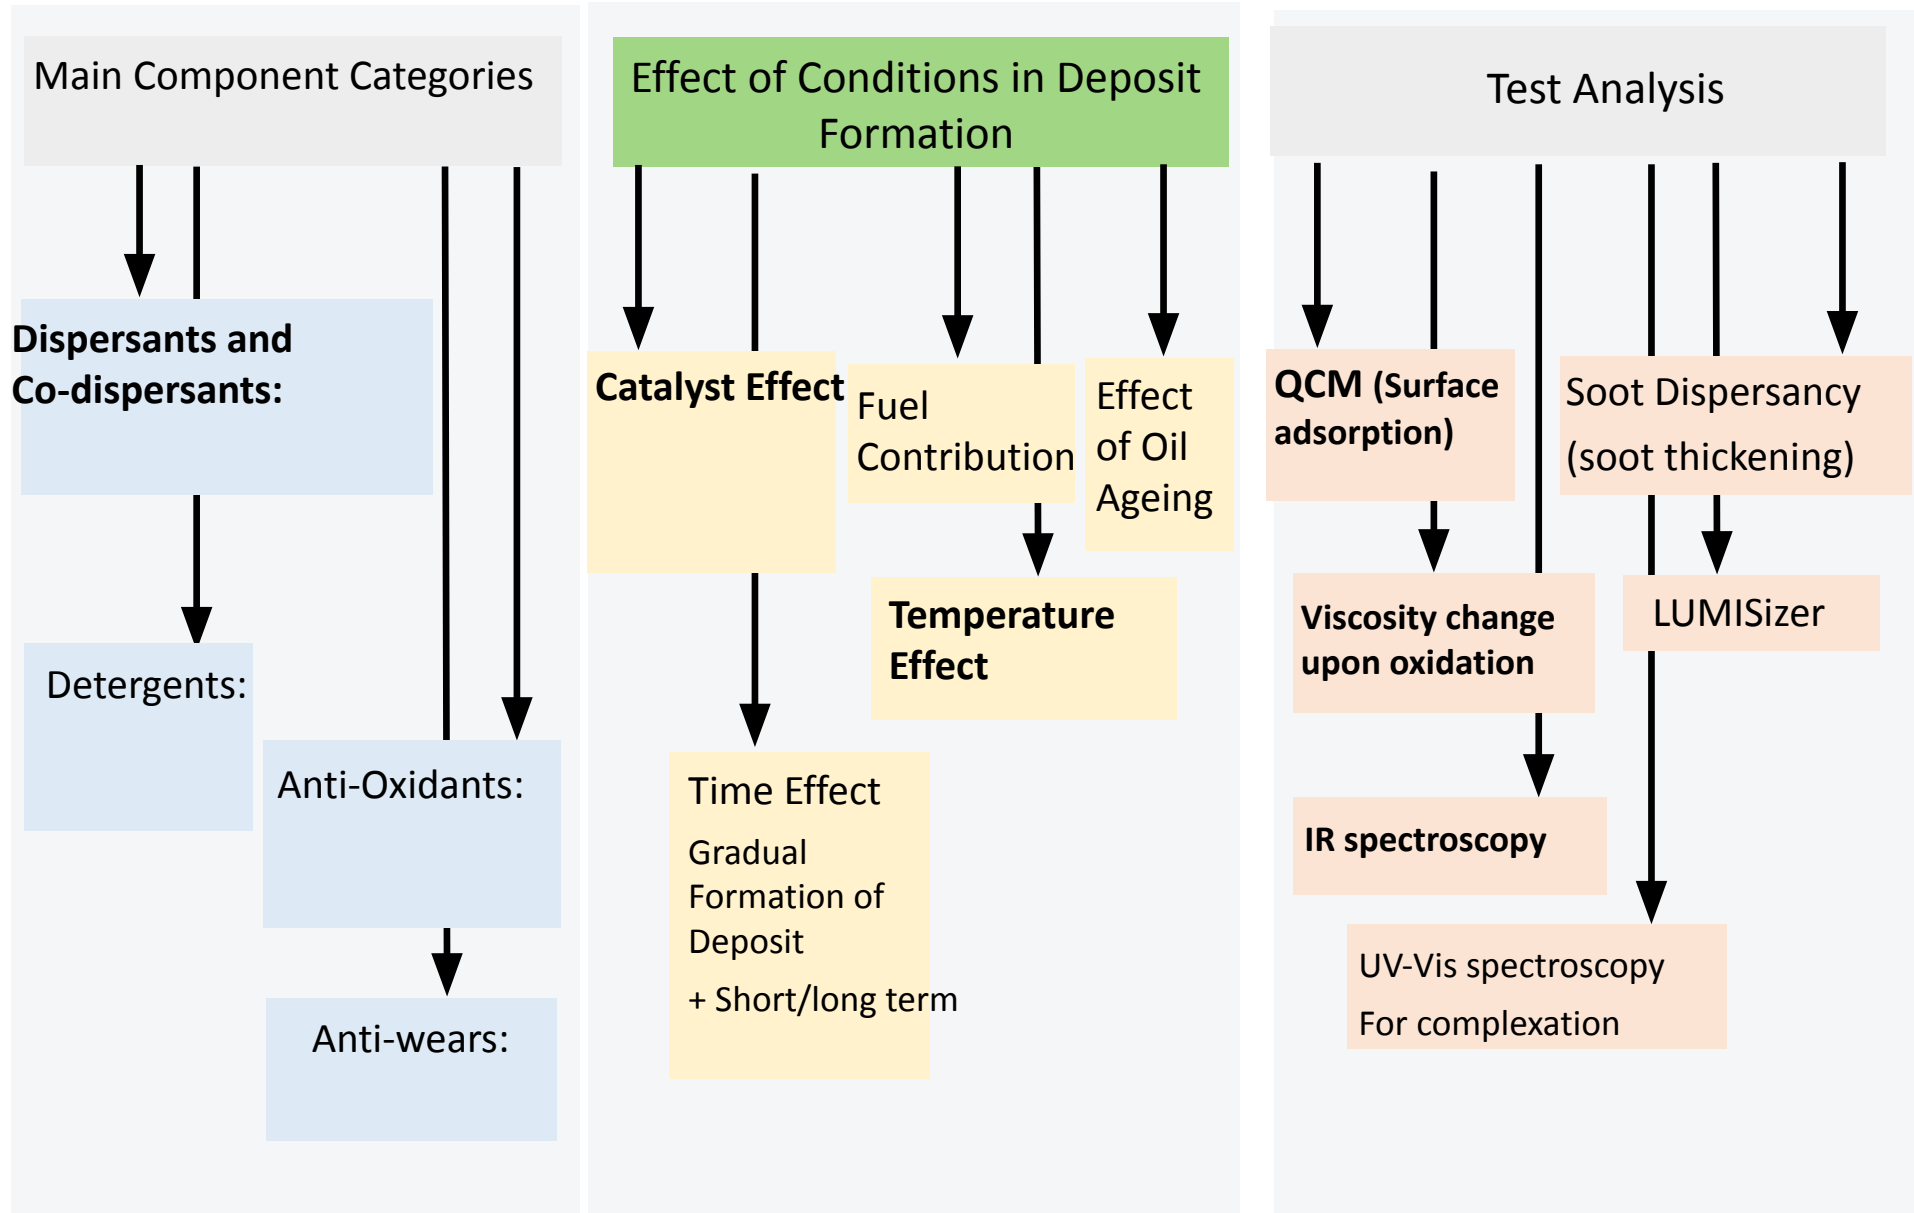 Main Component Categories
Dispersants and
Co-dispersants:
Detergents:
Anti-Oxidants:
Anti-wears:
Effect of Conditions in Deposit
Formation
Catalyst Effect
Fuel
Contribution
Effect
of Oil
Ageing
Temperature
Effect
Time Effect
Gradual
Formation of
Deposit
+ Short/long term
Test Analysis
QCM (Surface
adsorption)
Soot Dispersancy
(soot thickening)
Viscosity change
upon oxidation
LUMISizer
IR spectroscopy
UV-Vis spectroscopy
For complexation